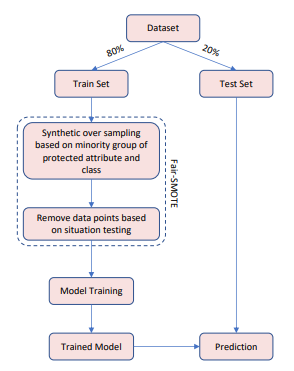 Dataset
80%
20%
Train Set
Test Set
Synthetic over sampling
based on minority group of
protected attribute and
class
Fair-SMOTE
Remove data points based
on situation testing
Model Training
Trained Model
Prediction